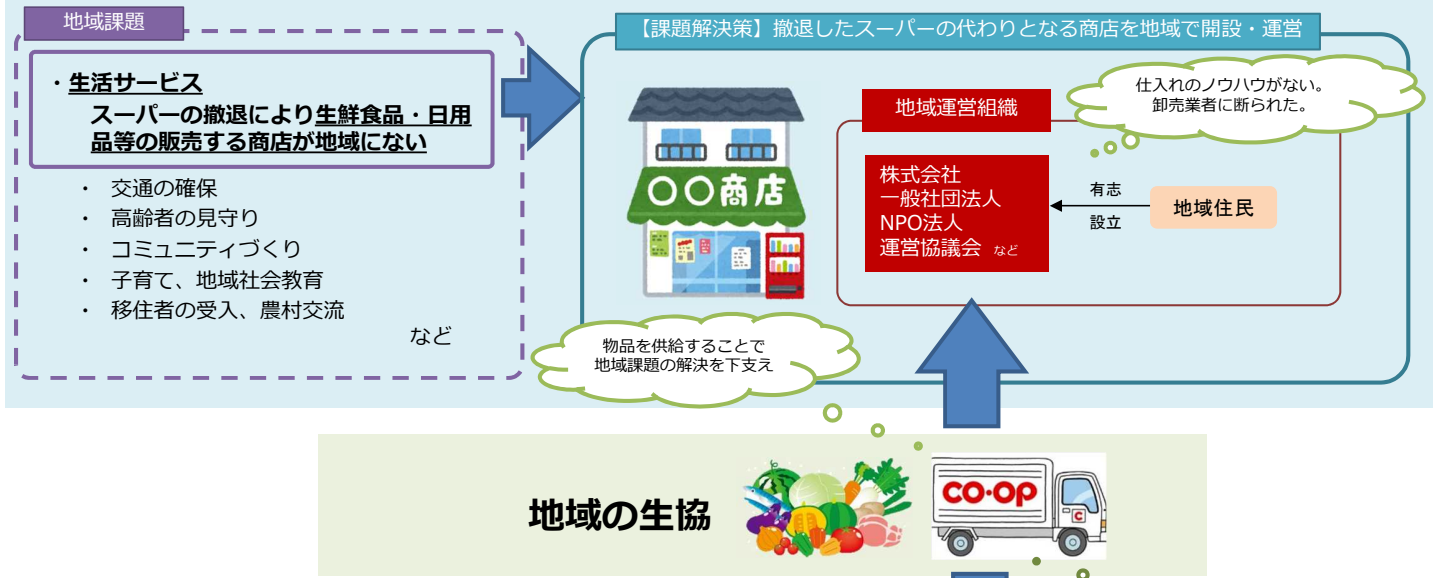 地域課題
・生活サービス
スーパーの撤退により生鮮食品・日用
品等の販売する商店が地域にない
・ 交通の確保
・ 高齢者の見守り
・ コミュニティづくり
・ 子育て、地域社会教育
・ 移住者の受入、農村交流
など
【課題解決策】撤退したスーパーの代わりとなる商店を地域で開設・運営
〇〇商店
地域運営組織
仕入れのノウハウがない。
卸売業者に断られた。
株式会社
一般社団法人
NPO法人
運営協議会 など
有志
設立
地域住民
物品を供給することで
地域課題の解決を下支え
地域の生協
CO·OP
C